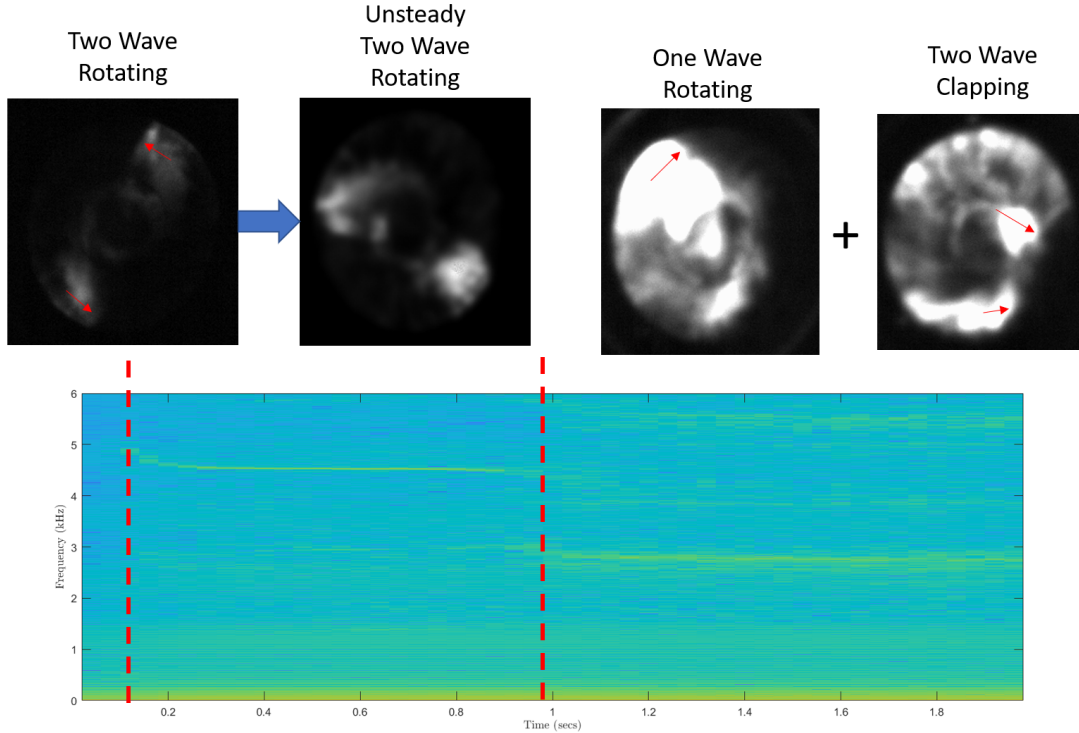 Two Wave
Rotating
Unsteady
Two Wave
Rotating
One Wave
Rotating
Two Wave
Clapping
+
6
5
4
3
2
1
0
Frequency (kHz)
0.2
0.4
0.6
0.8
1
1.2
1.4
1.6
1.8
Time (secs)